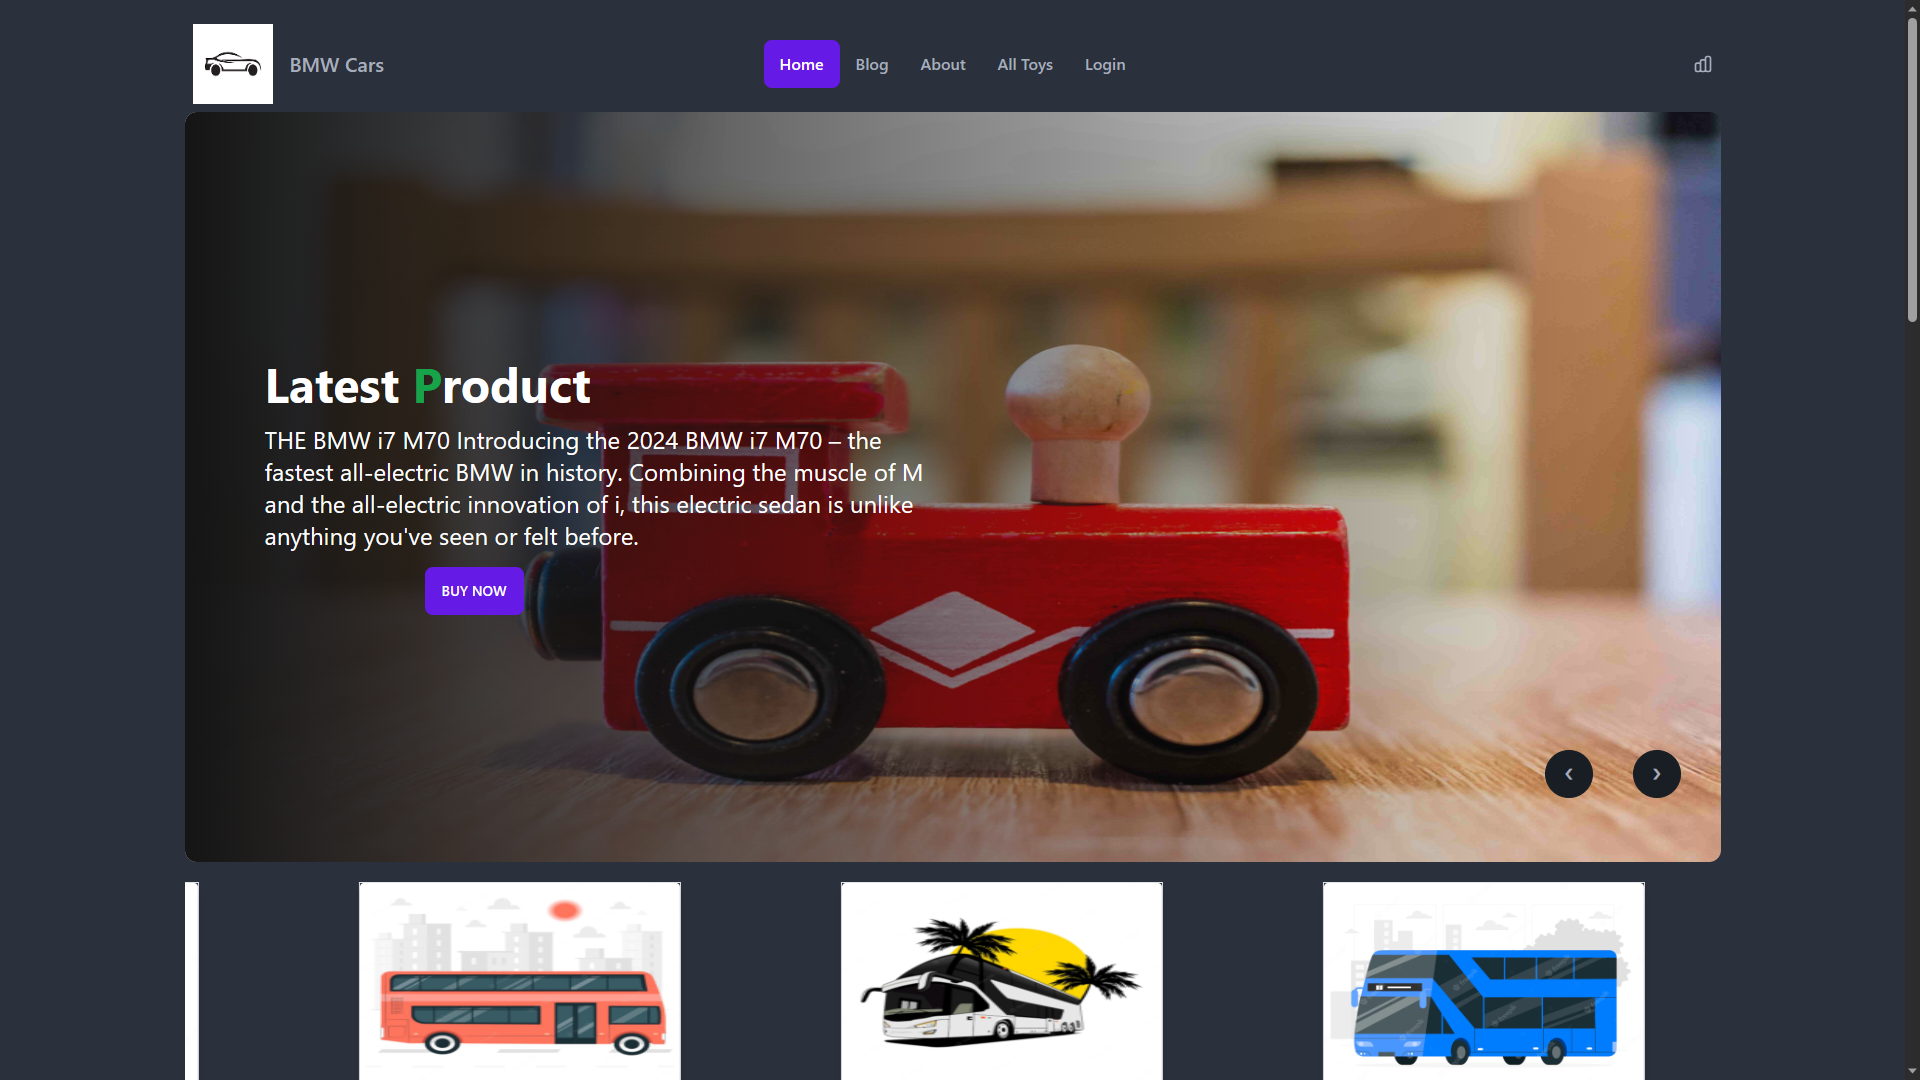 BMW Cars
Home
Blog
About
All Toys
Login
Latest Product
THE BMW i7 M70 Introducing the 2024 BMW i7 M70 – the
fastest all-electric BMW in history. Combining the muscle of M
and the all-electric innovation of i, this electric sedan is unlike
anything you've seen or felt before.
BUY NOW